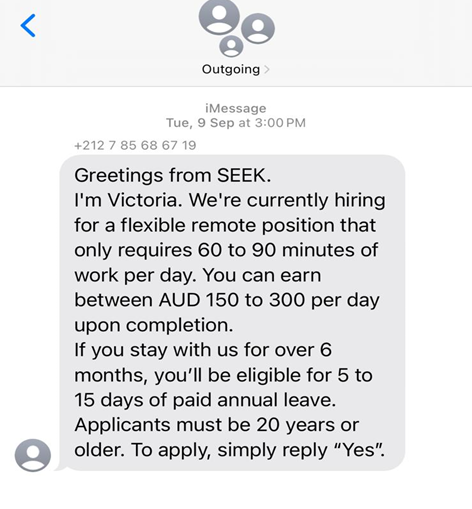 Outgoing
iMessage
Tue, 9 Sep at 3:00 PM
+212 7 85 68 67 19
Greetings from SEEK.
I'm Victoria. We're currently hiring
for a flexible remote position that
only requires 60 to 90 minutes of
work per day. You can earn
between AUD 150 to 300 per day
upon completion.
If you stay with us for over 6
months, you’ll be eligible for 5 to
15 days of paid annual leave.
Applicants must be 20 years or
older. To apply, simply reply “Yes”.